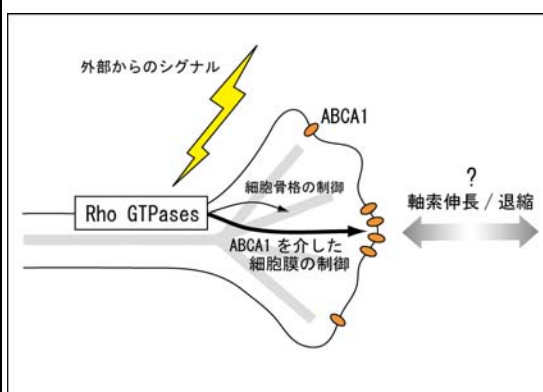 外部からのシグナル
ABCA1
細胞骨格の制御
?
軸索伸長 / 退縮
Rho GTPases
ABCA1 を介した
細胞膜の制御